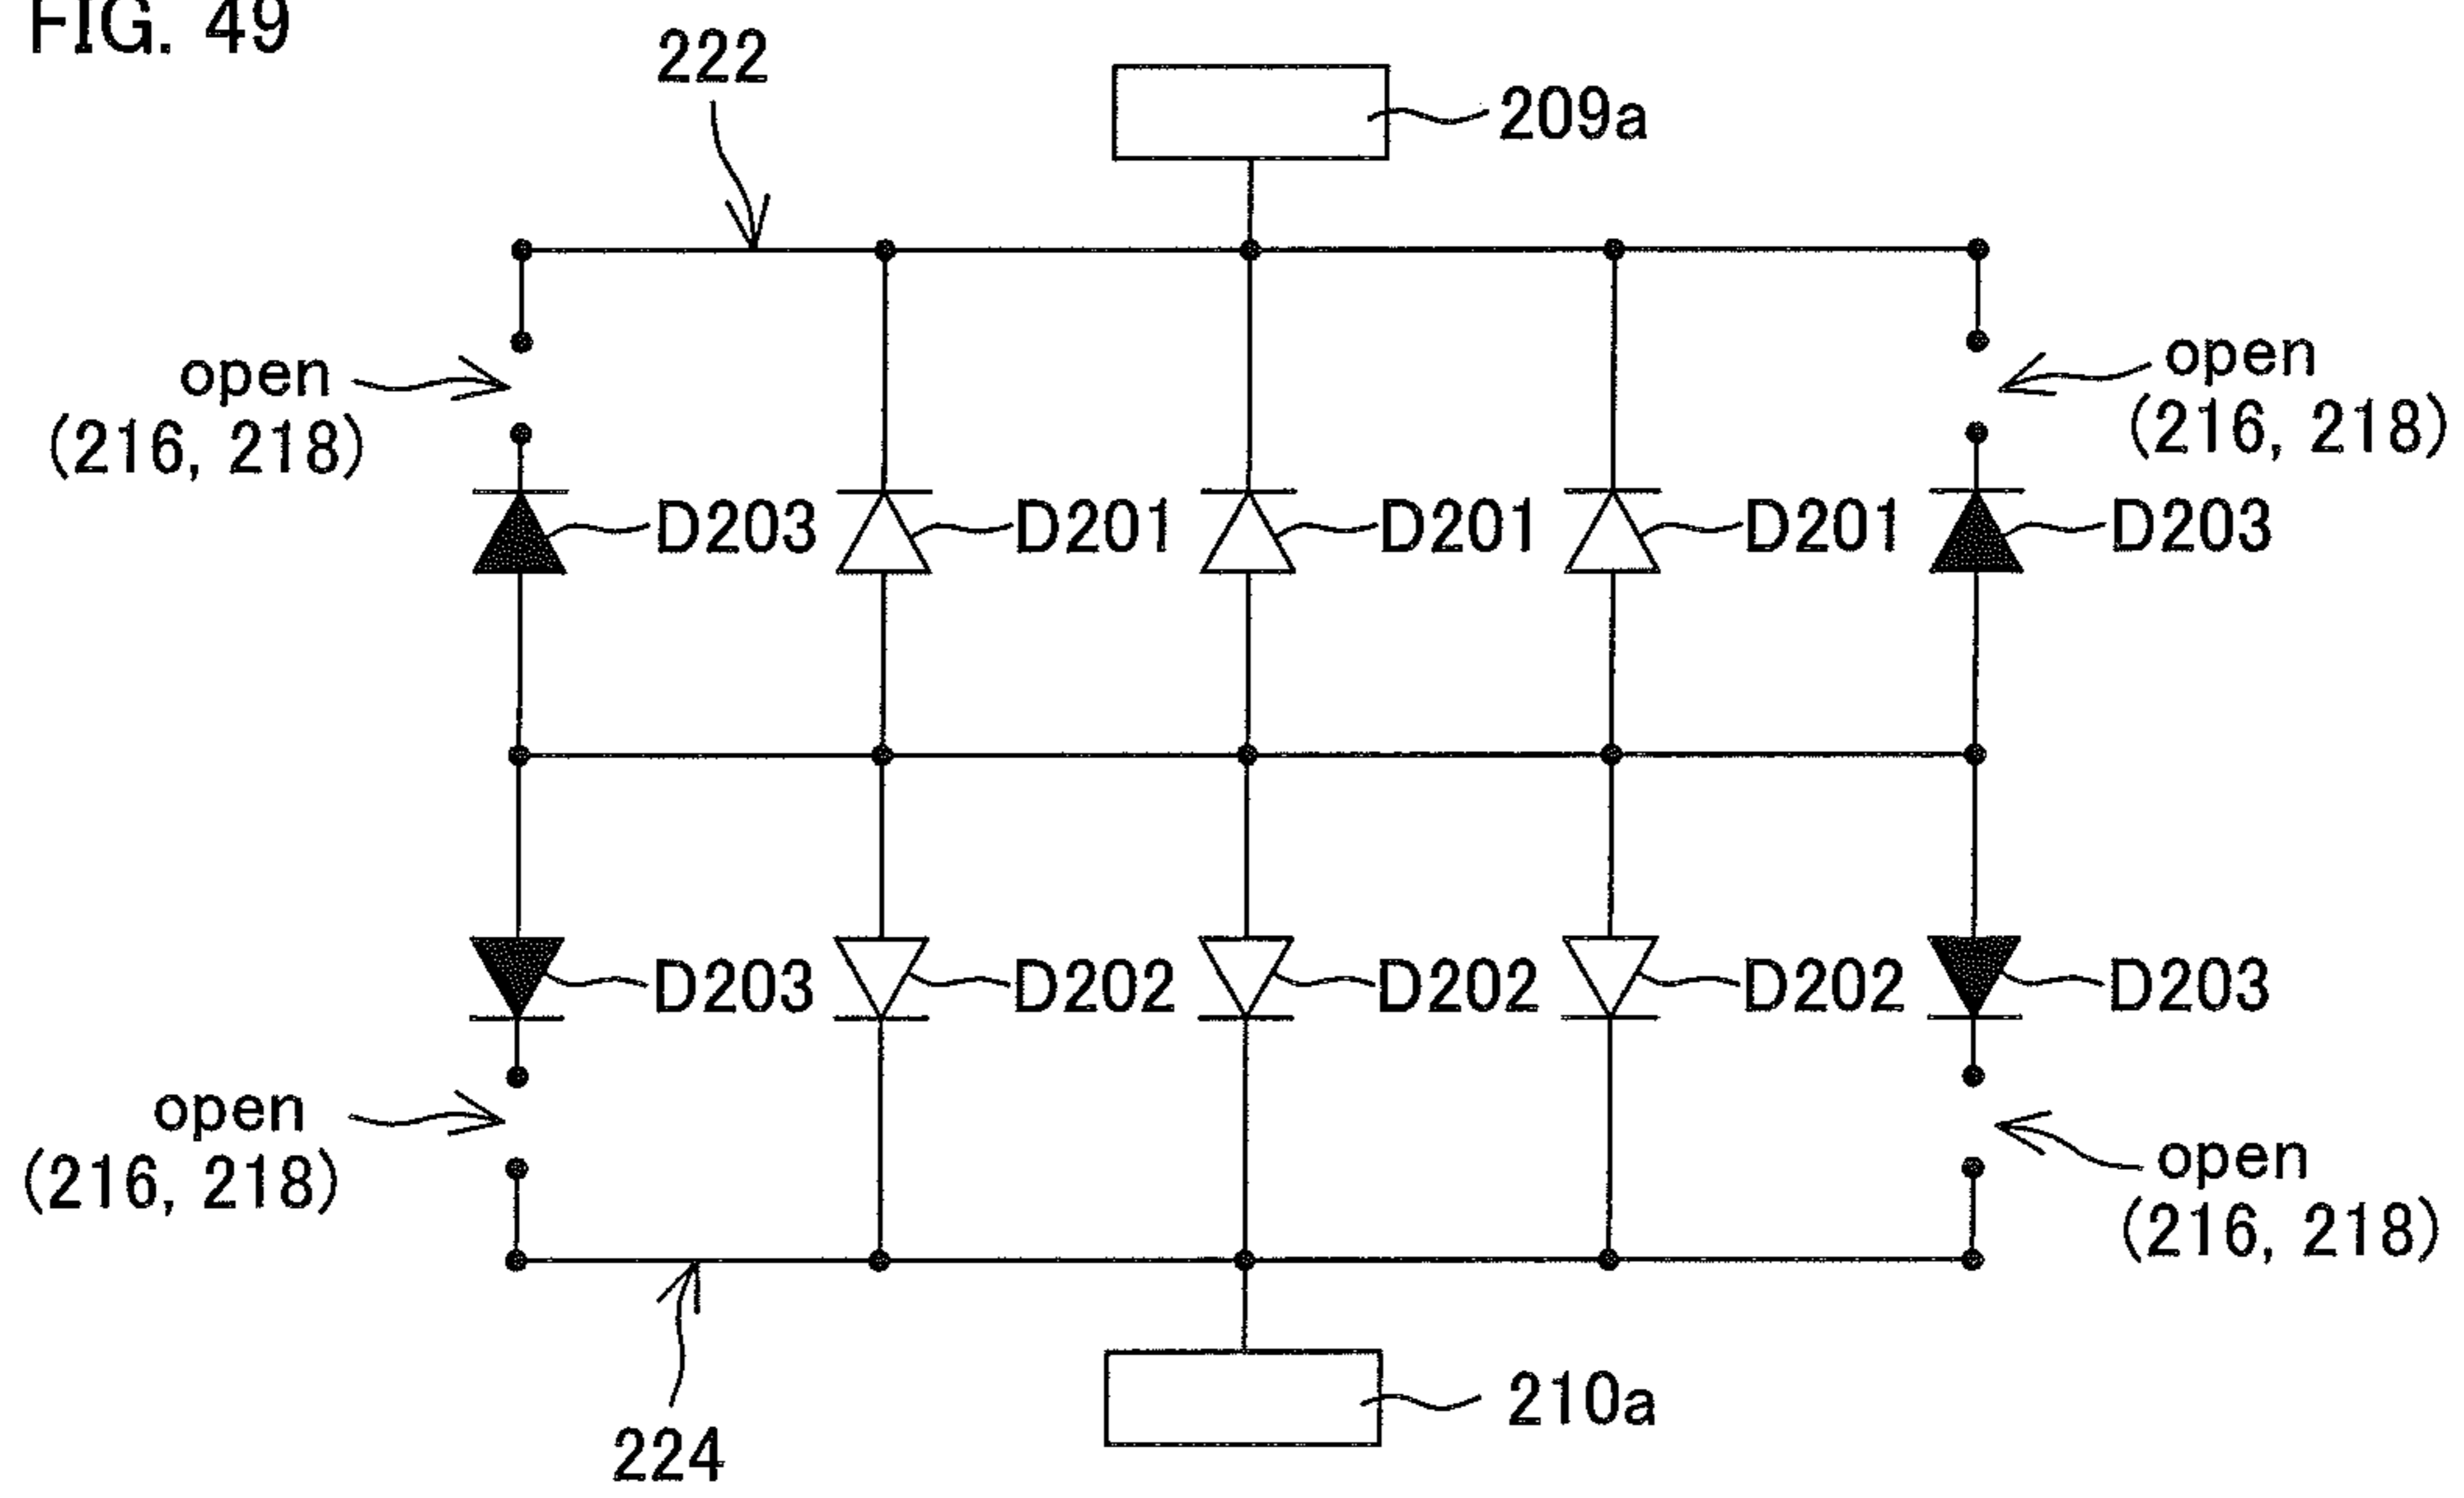 FIG. 49
222
209a
open
(216, 218)
open
(216, 218)
D203
D201
D201
D201
D203
D203
D202
D202
D202
D203
open
(216, 218)
open
(216, 218)
210a
224